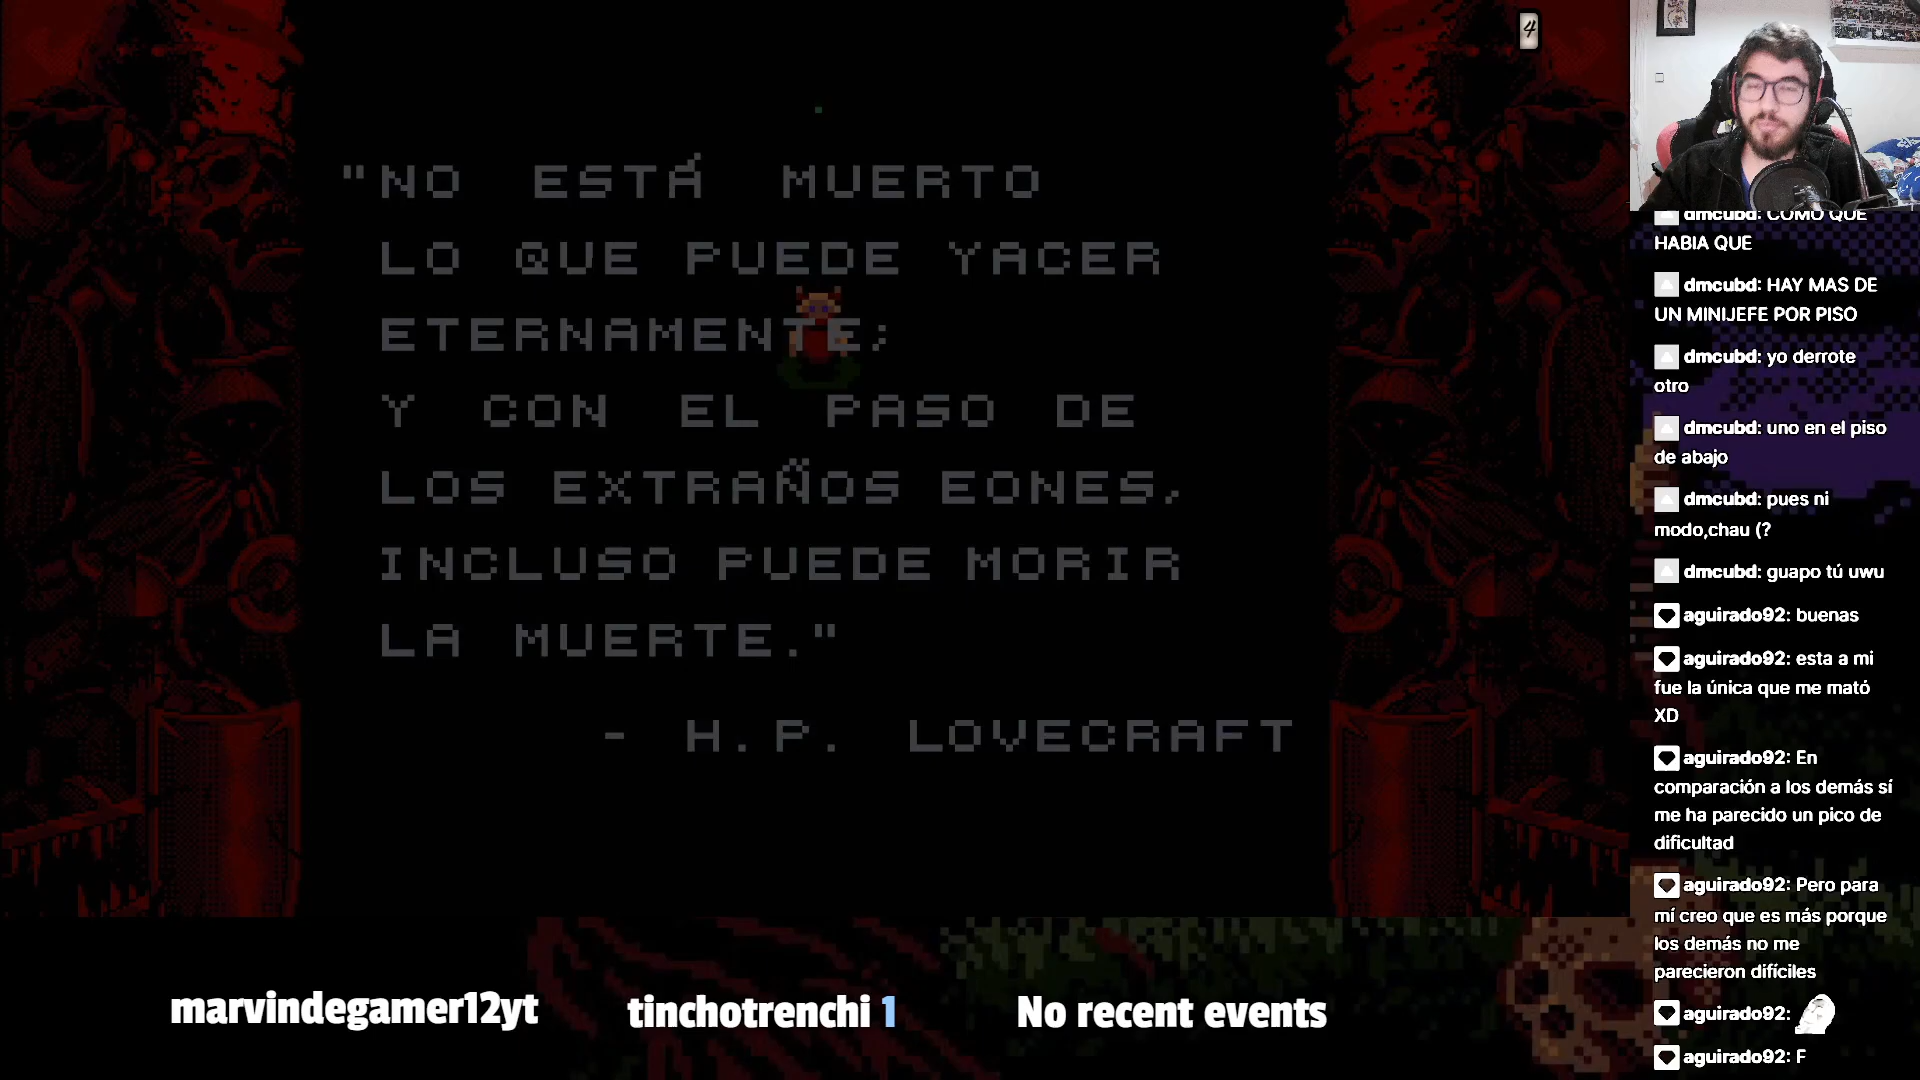 4
"NO ESTÁ MUERTO
LO QUE PUEDE YACER
ETERNAMENTE;
Y CON EL PASO DE
LOS EXTRAÑOS EONES,
INCLUSO PUEDE MORIR
LA MUERTE."
- H.P. LOVECRAFT
dmcubd: COMO QUE
HABIA QUE
dmcubd: HAY MAS DE
UN MINIJEFE POR PISO
dmcubd: yo derrote
otro
dmcubd: uno en el piso
de abajo
dmcubd: pues ni
modo,chau (?
dmcubd: guapo tú uwu
aguirado92: buenas
aguirado92: esta a mi
fue la única que me mató
XD
aguirado92: En
comparación a los demás sí
me ha parecido un pico de
dificultad
aguirado92: Pero para
mí creo que es más porque
los demás no me
parecieron difíciles
aguirado92:
aguirado92: F
marvindegamer12yt
tinchotrenchi 1
No recent events